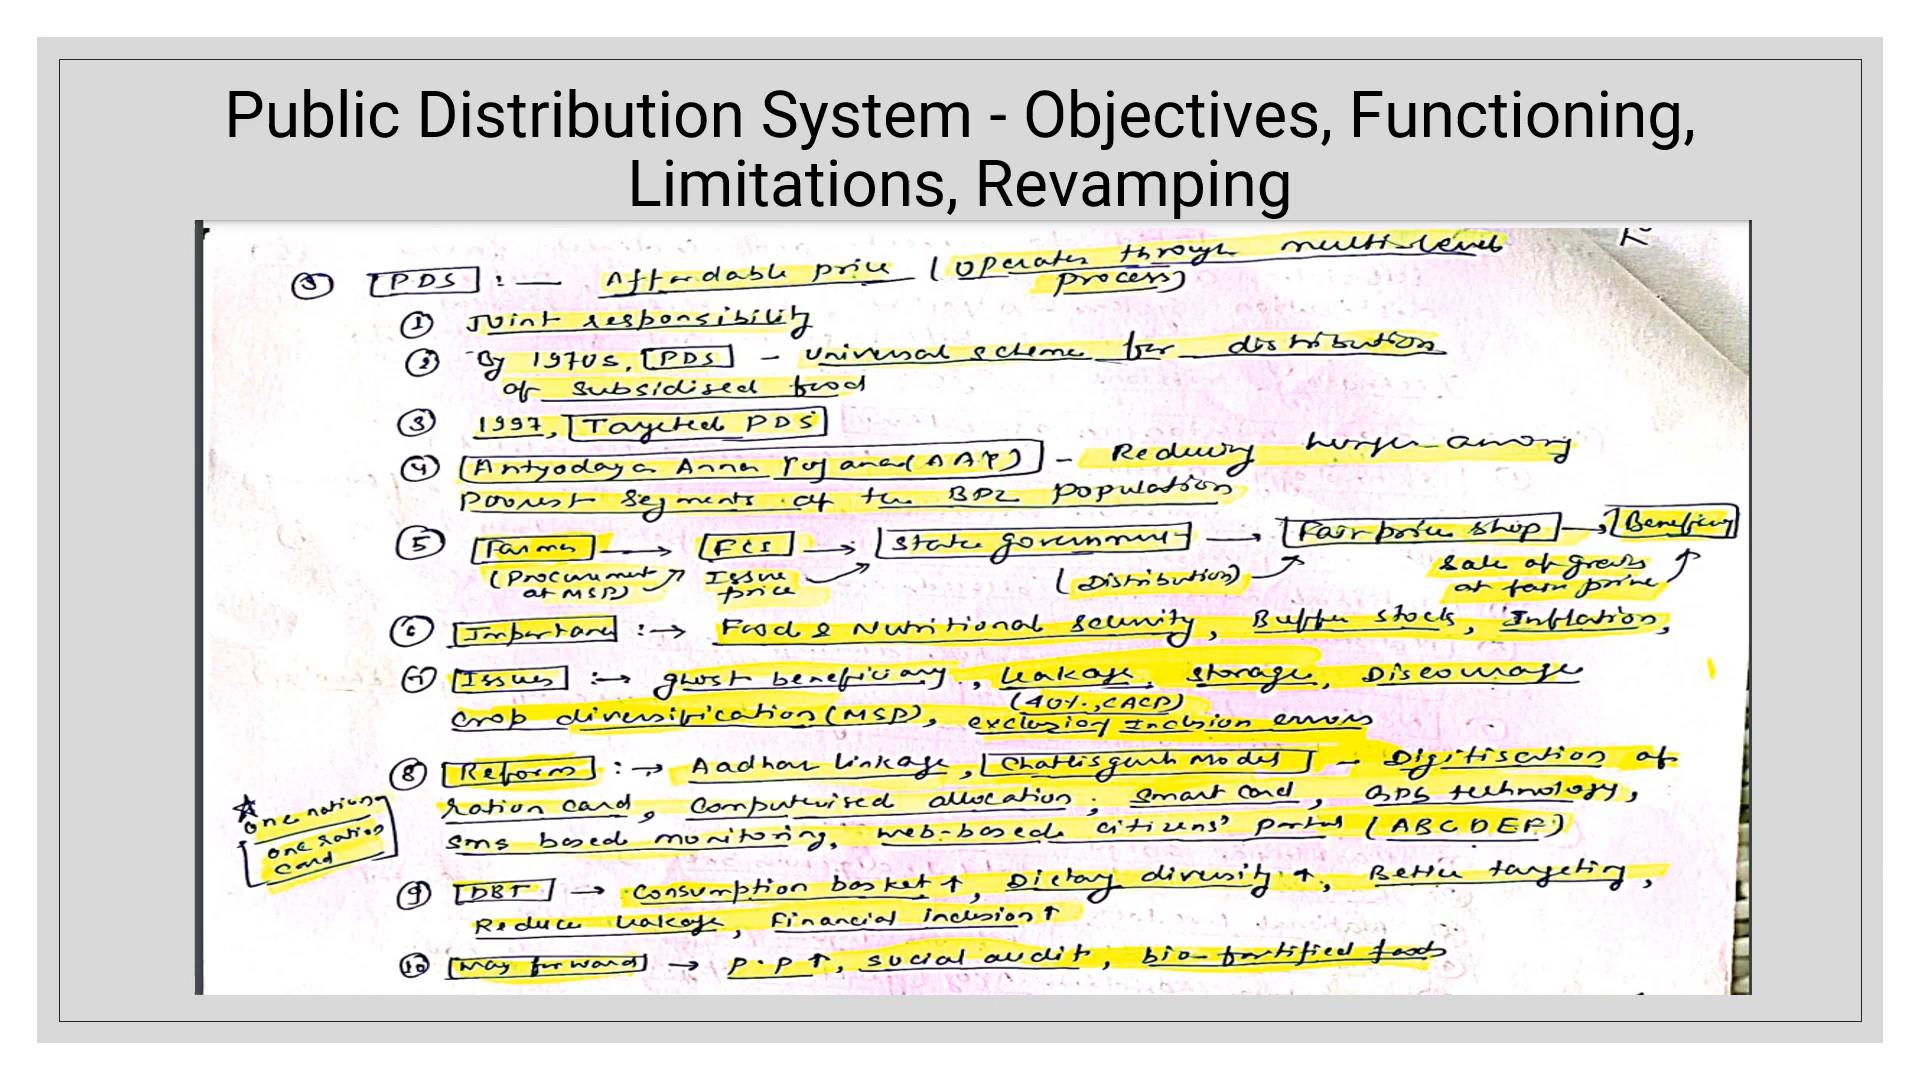 Public Distribution System - Objectives, Functioning,
Limitations, Revamping
PDS :— Affordable price (operates through multi-level
process)
① Joint responsibility
② By 1970s, PDS – universal scheme for distribution
of subsidised food
③ 1997, Targeted PDS
④ Antyodaya Anna Yojana (AAY) – Reducing hunger among
poorest segments of the BPL population
⑤ Farmer → FCI → State government → Fair price shop → Beneficiary
(Procurement at MSP) Issue price (Distribution) Sale of grains at fair price
⑥ Importance :→ Food & Nutritional Security, Buffer stock, Inflation,
⑦ Issues :→ ghost beneficiary, leakage, storage, Discourage
(40%, CACP)
crop diversification (MSP), exclusion/Inclusion errors
⑧ Reforms :→ Aadhar linkage, Chattisgarh Model – Digitisation of
ration card, computerised allocation, smart card, GPS technology,
sms based monitoring, web-based citizens' portal (ABCDEF)
☆ One nation
one ration
card
⑨ DBT → Consumption basket ↑, Dietary diversity ↑, Better targeting,
Reduce leakage, Financial inclusion ↑
⑩ Way forward → P.P ↑, social audit, bio-fortified foods